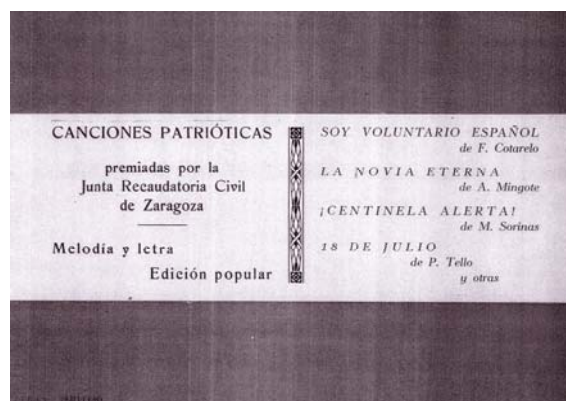 CANCIONES PATRIÓTICAS
premiadas por la
Junta Recaudatoria Civil
de Zaragoza
Melodía y letra
Edición popular
SOY VOLUNTARIO ESPAÑOL
de F. Cotarelo
LA NOVIA ETERNA
de A. Mingote
¡CENTINELA ALERTA!
de M. Sorinas
18 DE JULIO
de P. Tello
y otras